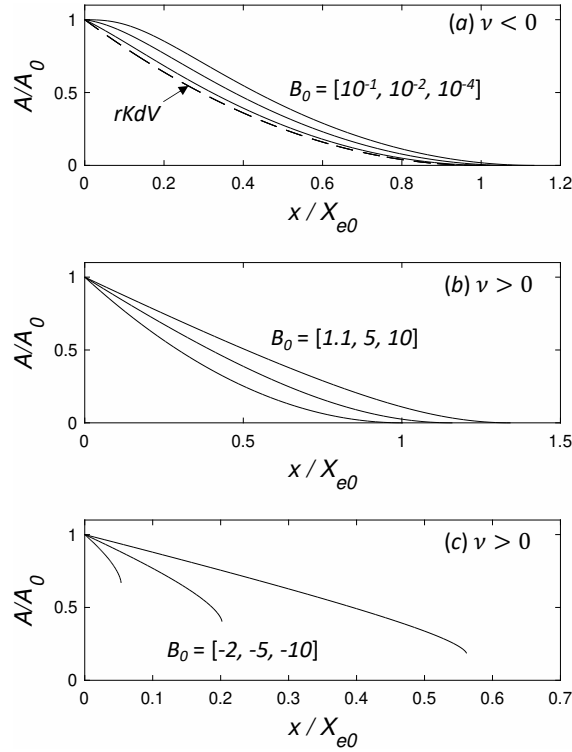 (a) ν < 0
1
A/A₀
0.5
0
B₀ = [10⁻¹, 10⁻², 10⁻⁴]
rKdV
0 0.2 0.4 0.6 0.8 1 1.2
x / Xₑ₀
(b) ν > 0
1
A/A₀
0.5
0
B₀ = [1.1, 5, 10]
0 0.5 1 1.5
x / Xₑ₀
(c) ν > 0
1
A/A₀
0.5
0
B₀ = [-2, -5, -10]
0 0.1 0.2 0.3 0.4 0.5 0.6 0.7
x / Xₑ₀